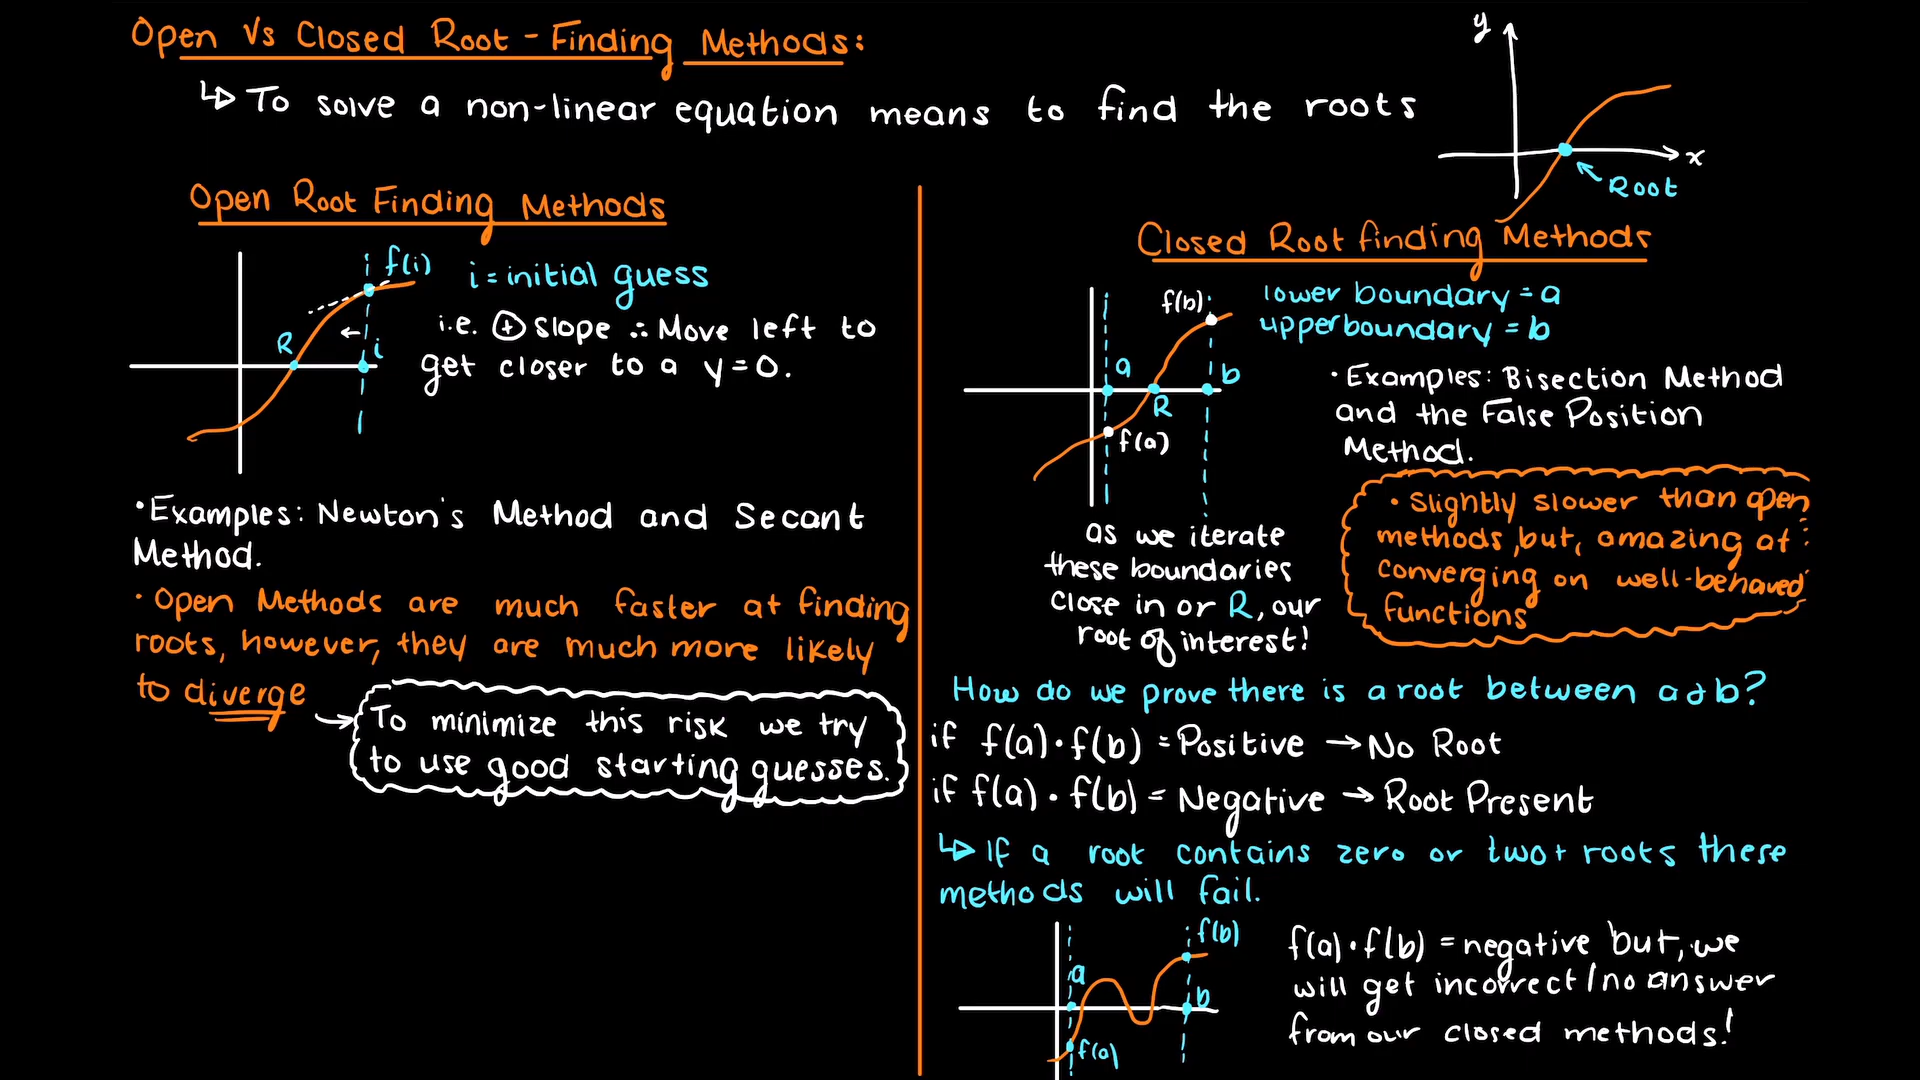 Open Vs Closed Root-Finding Methods:
↳ To solve a non-linear equation means to find the roots
y
x
Root
Open Root Finding Methods
f(i)
i = initial guess
i.e. ⊕ slope ∴ Move left to
get closer to a y=0.
R
i
• Examples: Newton's Method and Secant
Method.
• Open Methods are much faster at finding
roots, however, they are much more likely
to diverge
To minimize this risk we try
to use good starting guesses.
Closed Root finding Methods
f(b)
lower boundary = a
upper boundary = b
a
b
R
f(a)
• Examples: Bisection Method
and the False Position
Method.
• Slightly slower than open
methods, but, amazing at
converging on well-behaved
functions
as we iterate
these boundaries
close in or R, our
root of interest!
How do we prove there is a root between a & b?
if f(a)·f(b) = Positive → No Root
if f(a)·f(b) = Negative → Root Present
↳ If a root contains zero or two+ roots these
methods will fail.
f(b)
a
b
f(a)
f(a)·f(b) = negative but, we
will get incorrect/no answer
from our closed methods!